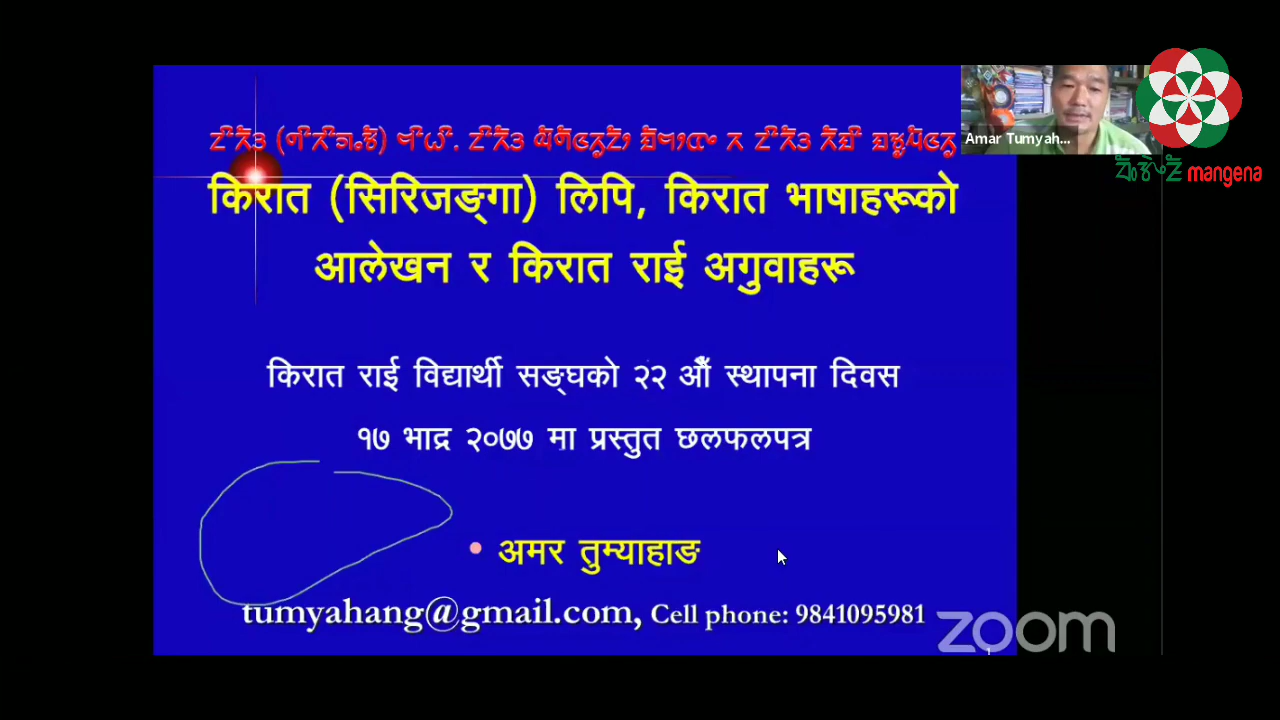 किरात (सिरिजङ्गा) लिपि, किरात भाषाहरूको
आलेखन र किरात राई अगुवाहरू
किरात राई विद्यार्थी सङ्घको २२ औँ स्थापना दिवस
१७ भाद्र २०७७ मा प्रस्तुत छलफलपत्र
• अमर तुम्याहाङ
tumyahang@gmail.com, Cell phone: 9841095981
1
Amar Tumyah...
mangena
zoom